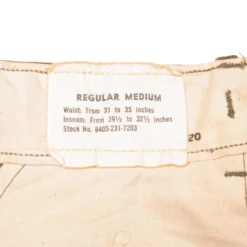 REGULAR MEDIUM
Waist: From 31 to 35 inches
Inseam: From 29½ to 32½ inches
Stock No. 8405-231-7203
20